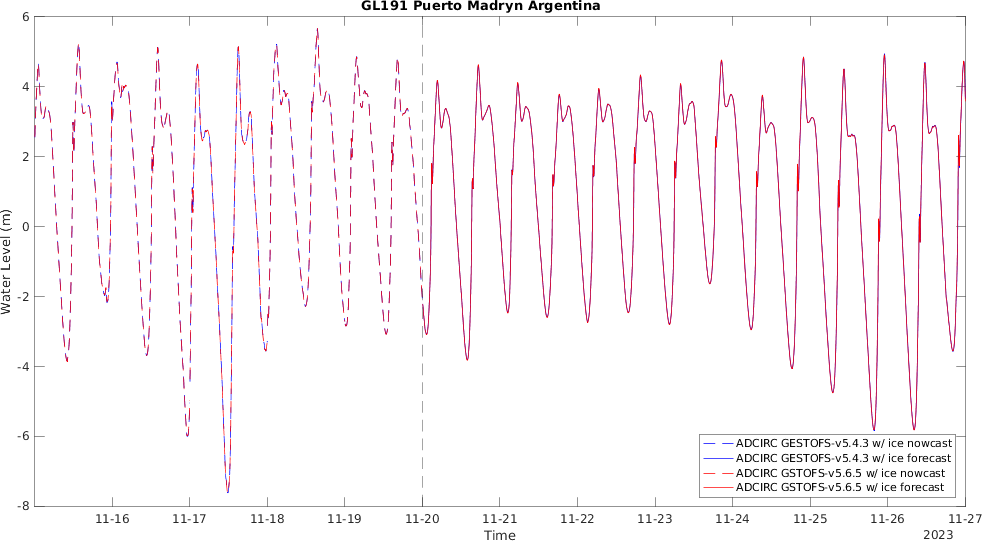 GL191 Puerto Madryn Argentina
6
4
2
0
-2
-4
-6
-8
Water Level (m)
ADCIRC GESTOFS-v5.4.3 w/ ice nowcast
ADCIRC GESTOFS-v5.4.3 w/ ice forecast
ADCIRC GSTOFS-v5.6.5 w/ ice nowcast
ADCIRC GSTOFS-v5.6.5 w/ ice forecast
11-16 11-17 11-18 11-19 11-20 11-21 11-22 11-23 11-24 11-25 11-26 11-27
Time
2023